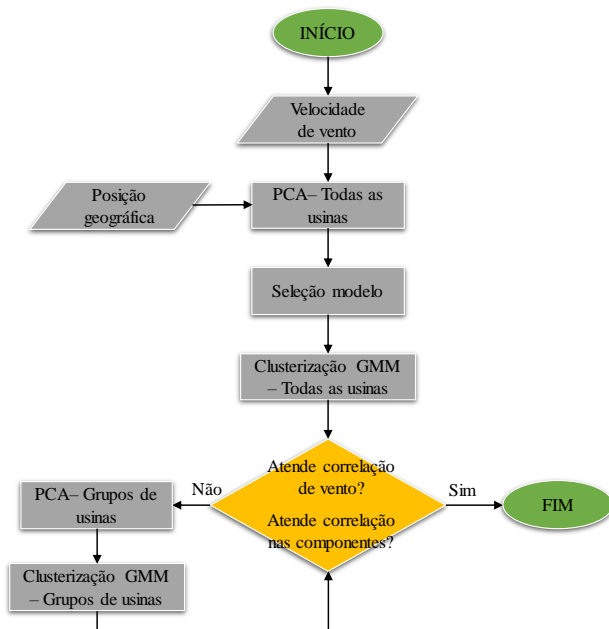 INÍCIO
Velocidade
de vento
Posição
geográfica
PCA– Todas as
usinas
Seleção modelo
Clusterização GMM
– Todas as usinas
Atende correlação
de vento?
Atende correlação
nas componentes?
Não
Sim
PCA– Grupos de
usinas
FIM
Clusterização GMM
– Grupos de usinas